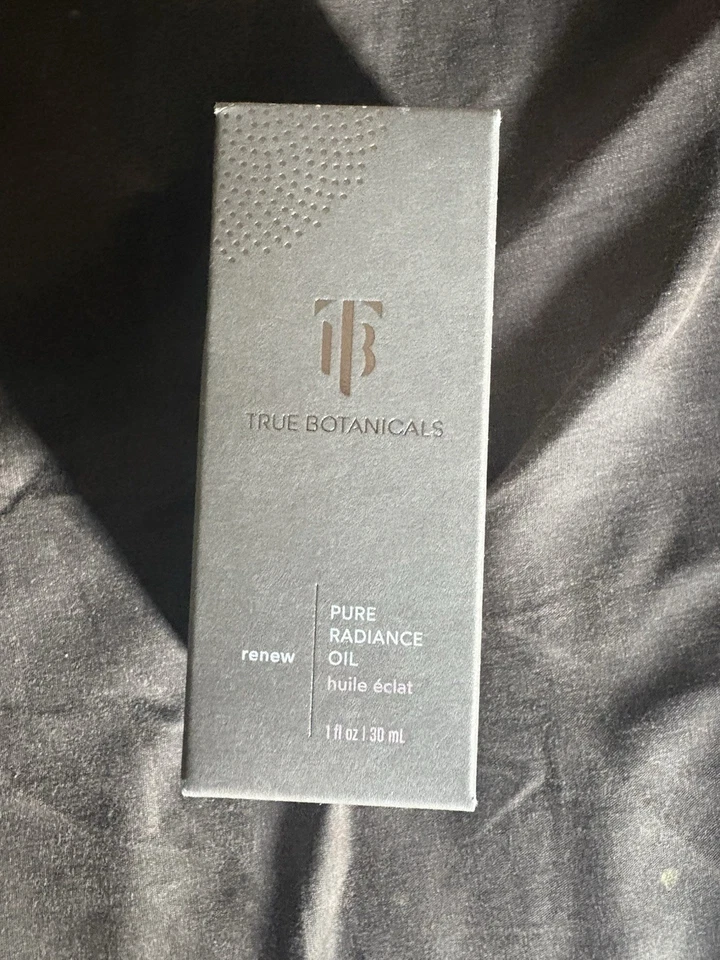 TB
TRUE BOTANICALS
renew
PURE
RADIANCE
OIL
huile éclat
1 fl oz | 30 mL